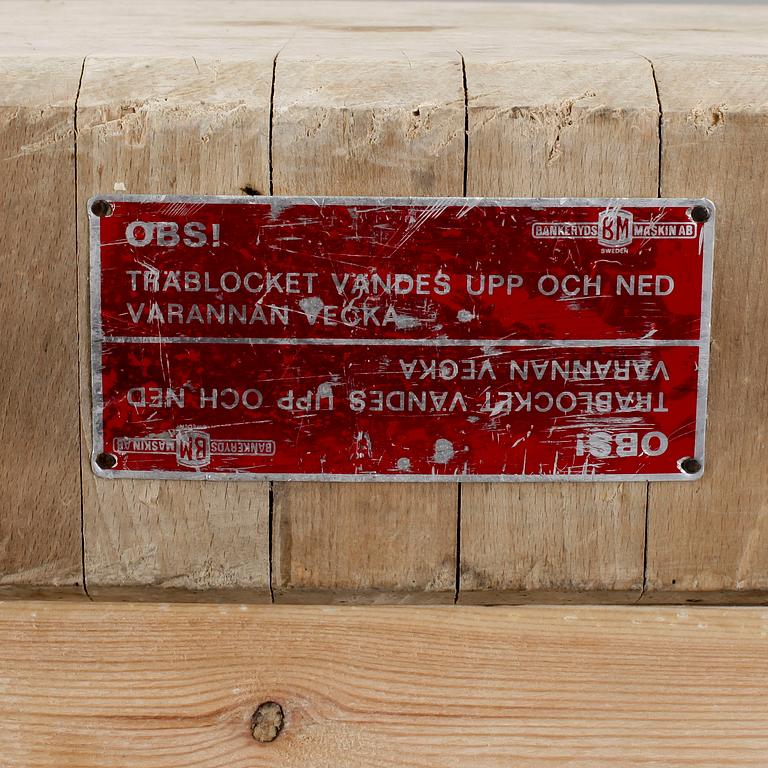 OBS!
BANKERYDS BM MASKIN AB
SWEDEN
TRÄBLOCKET VÄNDES UPP OCH NED
VARANNAN VECKA
OBS!
BANKERYDS BM MASKIN AB
SWEDEN
TRÄBLOCKET VÄNDES UPP OCH NED
VARANNAN VECKA